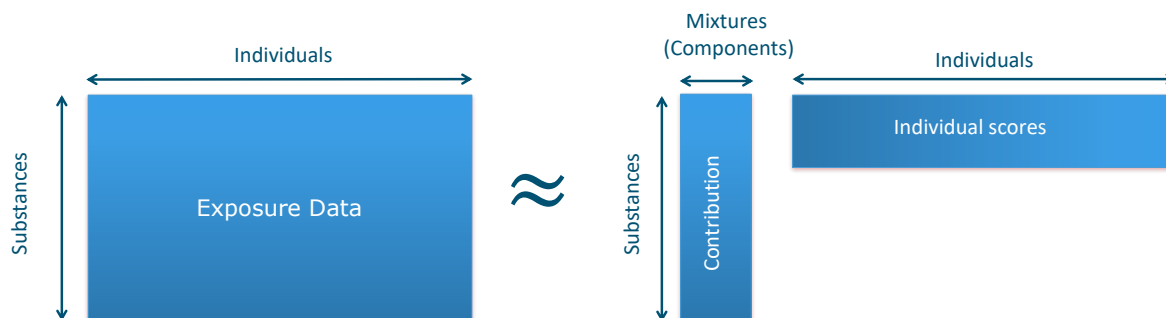 Individuals
Substances
Exposure Data
≈
Mixtures
(Components)
Substances
Contribution
Individuals
Individual scores